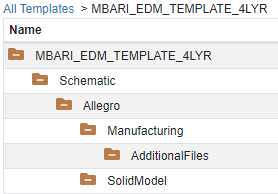 All Templates > MBARI_EDM_TEMPLATE_4LYR
Name
MBARI_EDM_TEMPLATE_4LYR
Schematic
Allegro
Manufacturing
AdditionalFiles
SolidModel